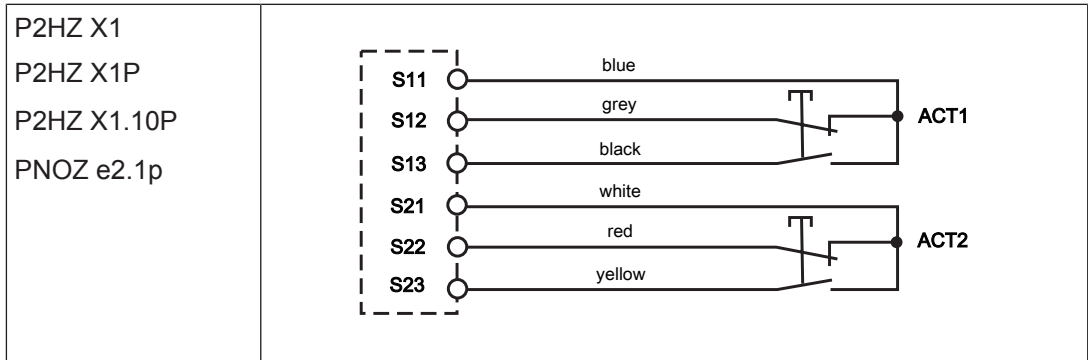 P2HZ X1
P2HZ X1P
P2HZ X1.10P
PNOZ e2.1p
S11 blue
S12 grey ACT1
S13 black
S21 white
S22 red ACT2
S23 yellow